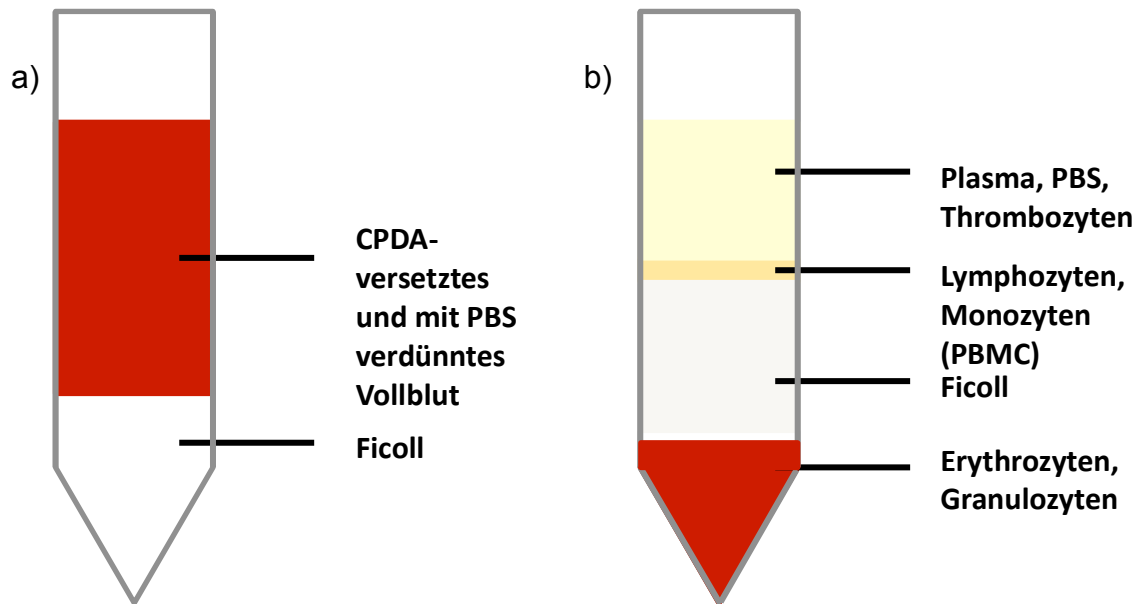 a)
CPDA-
versetztes
und mit PBS
verdünntes
Vollblut
Ficoll
b)
Plasma, PBS,
Thrombozyten
Lymphozyten,
Monozyten
(PBMC)
Ficoll
Erythrozyten,
Granulozyten